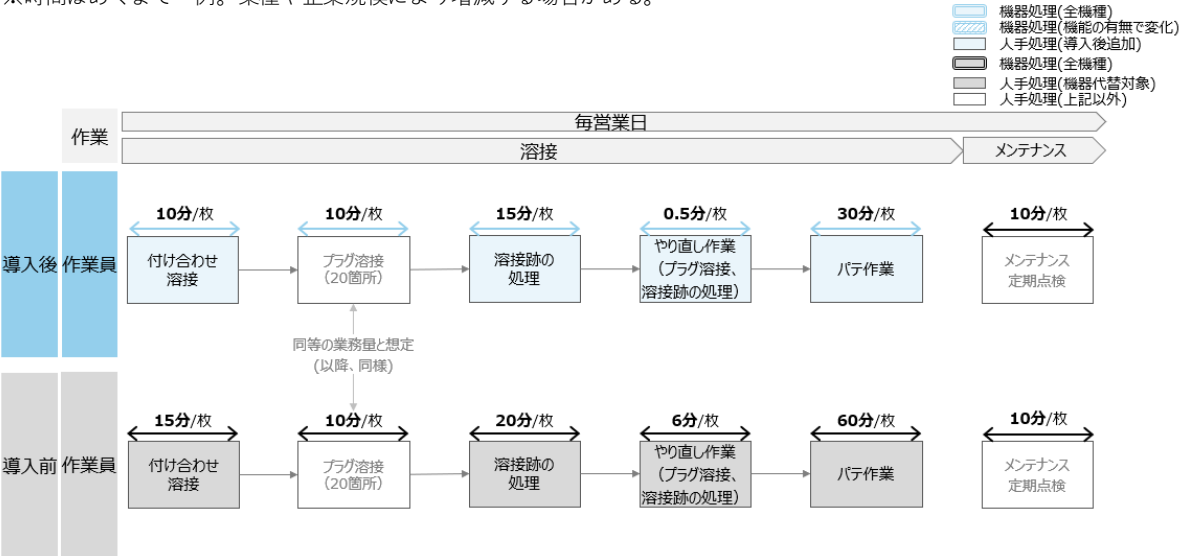 ※時間はあくまで一例。業種や企業規模により増減する場合がある。
機器処理(全機種)
機器処理(機能の有無で変化)
人手処理(導入後追加)
機器処理(全機種)
人手処理(機器代替対象)
人手処理(上記以外)
作業
毎営業日
溶接
メンテナンス
導入後
作業員
10分/枚
10分/枚
15分/枚
0.5分/枚
30分/枚
10分/枚
付け合わせ
溶接
プラグ溶接
(20箇所)
溶接跡の
処理
やり直し作業
(プラグ溶接、
溶接跡の処理)
パテ作業
メンテナンス
定期点検
同等の業務量と想定
(以降、同様)
導入前
作業員
15分/枚
10分/枚
20分/枚
6分/枚
60分/枚
10分/枚
付け合わせ
溶接
プラグ溶接
(20箇所)
溶接跡の
処理
やり直し作業
(プラグ溶接、
溶接跡の処理)
パテ作業
メンテナンス
定期点検